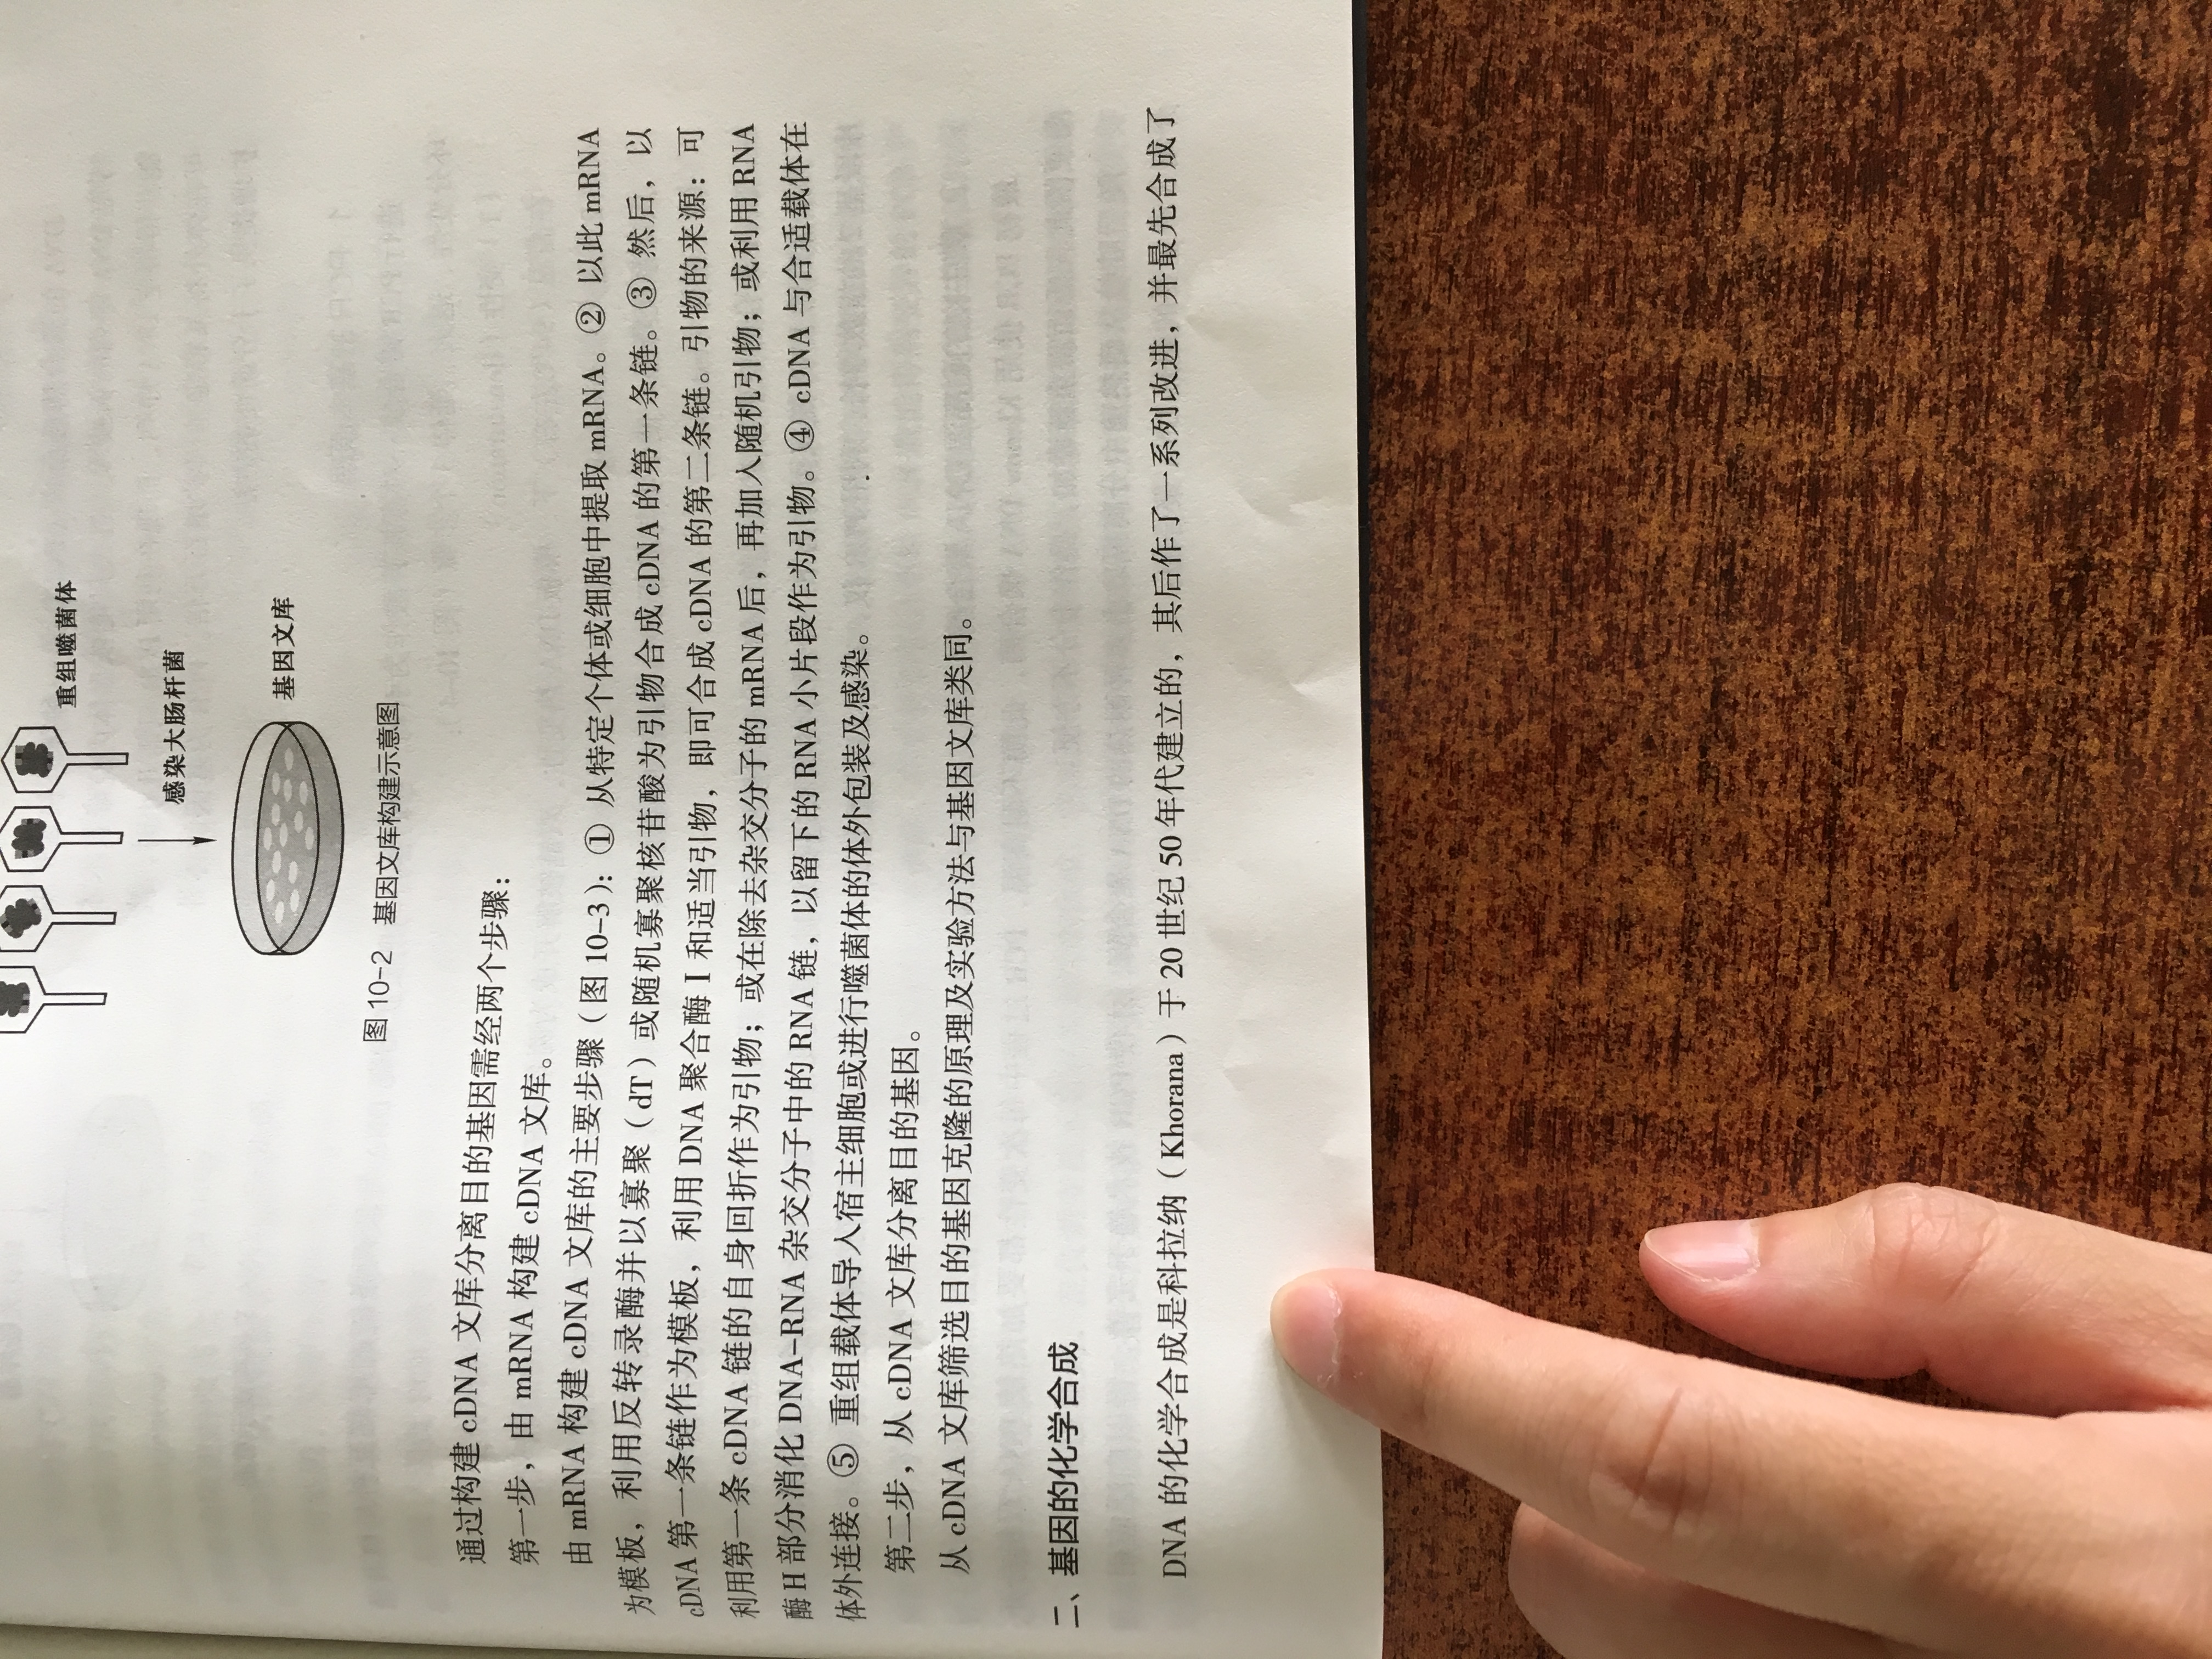 重组噬菌体
感染大肠杆菌
基因文库
图 10-2 基因文库构建示意图
通过构建 cDNA 文库分离目的基因需经两个步骤：
第一步，由 mRNA 构建 cDNA 文库。
由 mRNA 构建 cDNA 文库的主要步骤（图 10-3）：① 从特定个体或细胞中提取 mRNA。② 以此 mRNA
为模板，利用反转录酶并以寡聚（dT）或随机寡聚核苷酸为引物合成 cDNA 的第一条链。③ 然后，以
cDNA 第一条链作为模板，利用 DNA 聚合酶 I 和适当引物，即可合成 cDNA 的第二条链。引物的来源：可
利用第一条 cDNA 链的自身回折作为引物；或在除去杂交分子的 mRNA 后，再加入随机引物；或利用 RNA
酶 H 部分消化 DNA-RNA 杂交分子中的 RNA 链，以留下的 RNA 小片段作为引物。④ cDNA 与合适载体在
体外连接。⑤ 重组载体导入宿主细胞或进行噬菌体的体外包装及感染。
第二步，从 cDNA 文库分离目的基因。
从 cDNA 文库筛选目的基因克隆的原理及实验方法与基因文库类同。
二、基因的化学合成
DNA 的化学合成是科拉纳（Khorana）于 20 世纪 50 年代建立的，其后作了一系列改进，并最先合成了